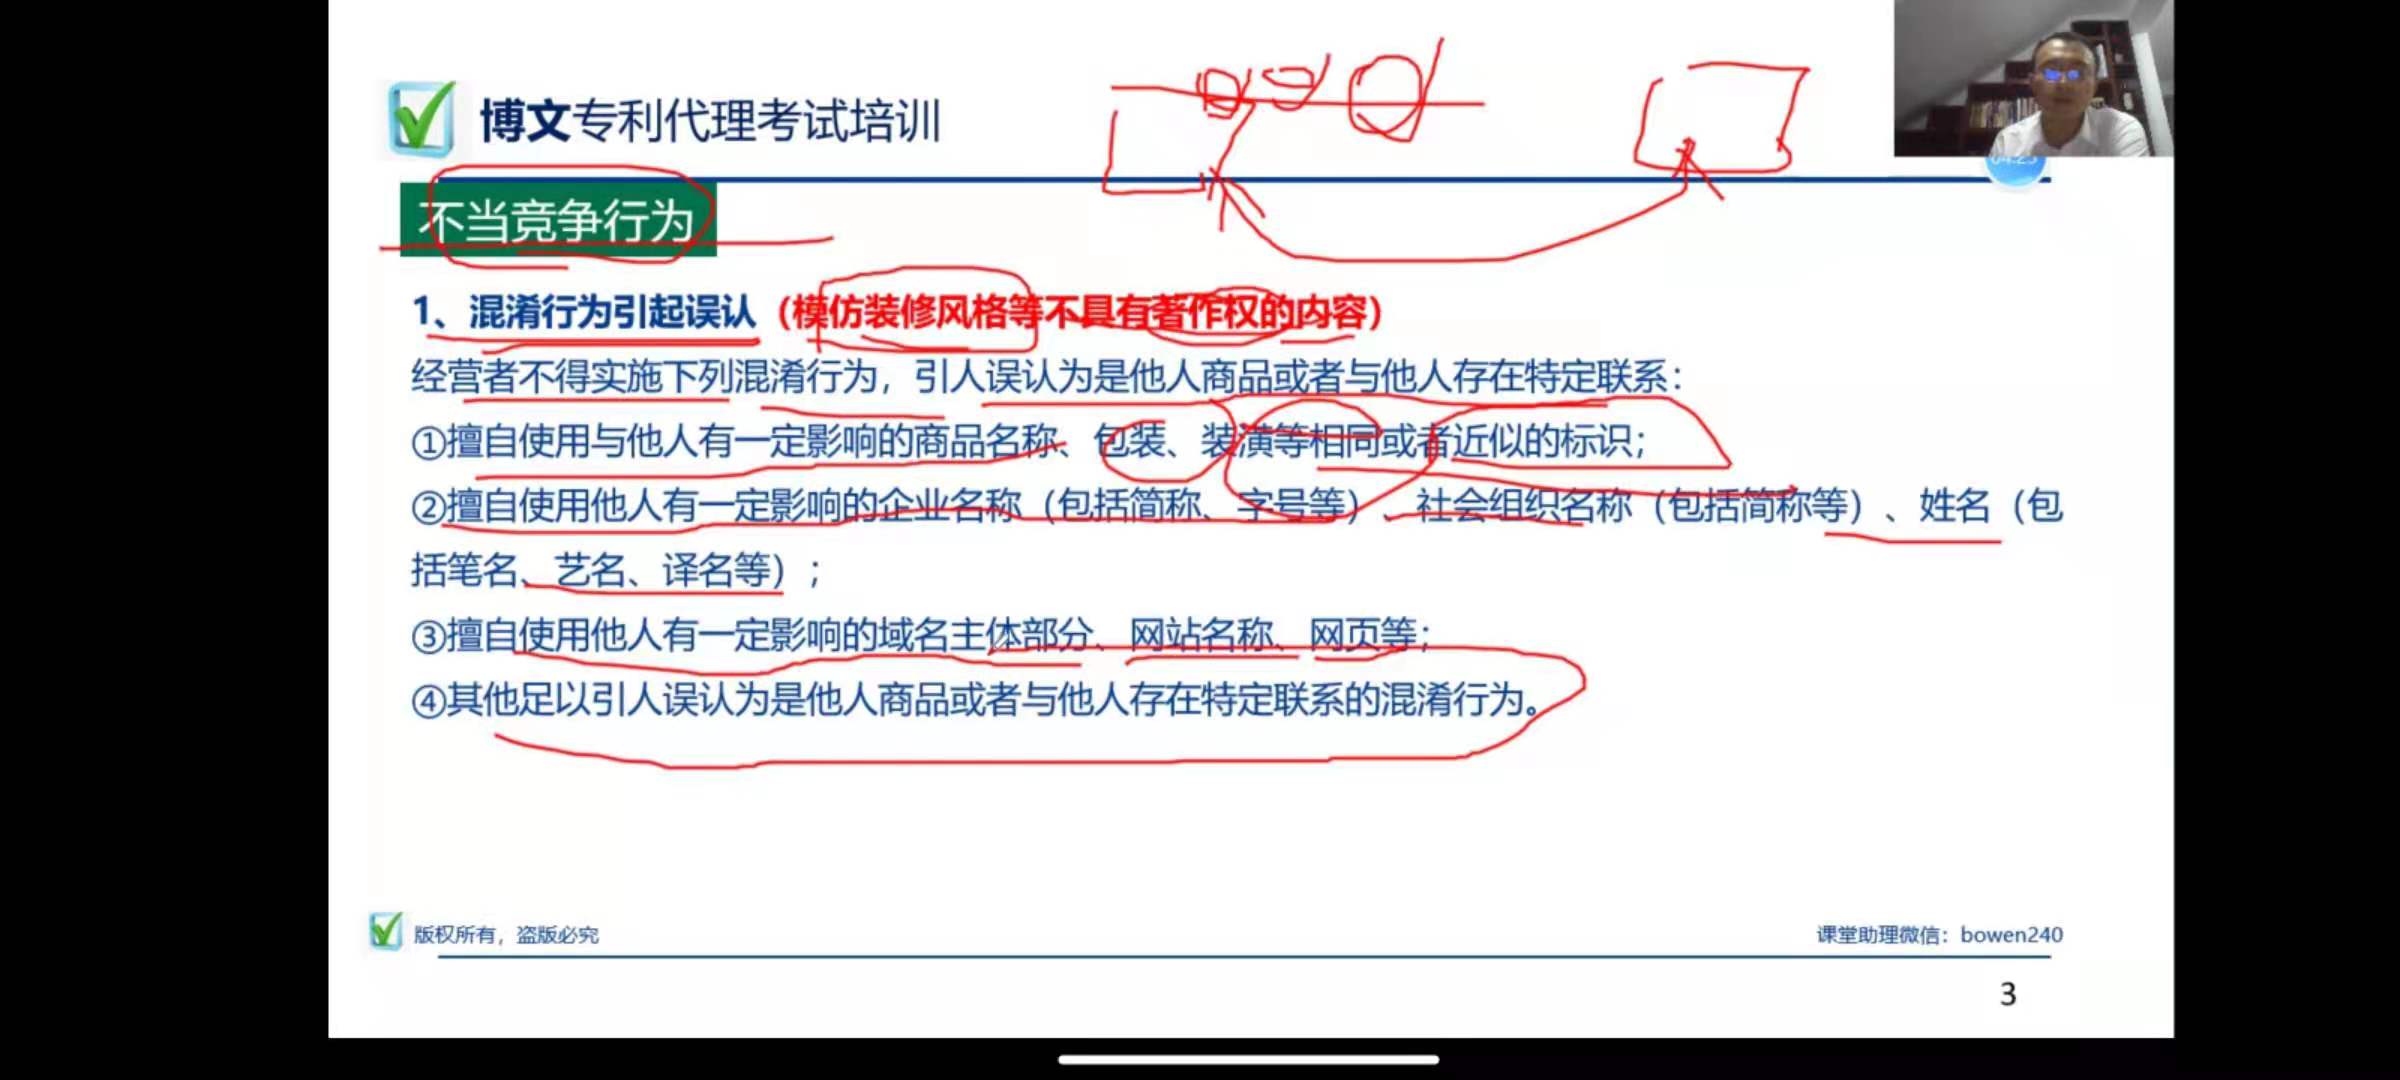 博文专利代理考试培训
04:25
不当竞争行为
1、混淆行为引起误认（模仿装修风格等不具有著作权的内容）
经营者不得实施下列混淆行为，引人误认为是他人商品或者与他人存在特定联系：
①擅自使用与他人有一定影响的商品名称、包装、装潢等相同或者近似的标识；
②擅自使用他人有一定影响的企业名称（包括简称、字号等）、社会组织名称（包括简称等）、姓名（包
括笔名、艺名、译名等）；
③擅自使用他人有一定影响的域名主体部分、网站名称、网页等；
④其他足以引人误认为是他人商品或者与他人存在特定联系的混淆行为。
版权所有，盗版必究
课堂助理微信：bowen240
3